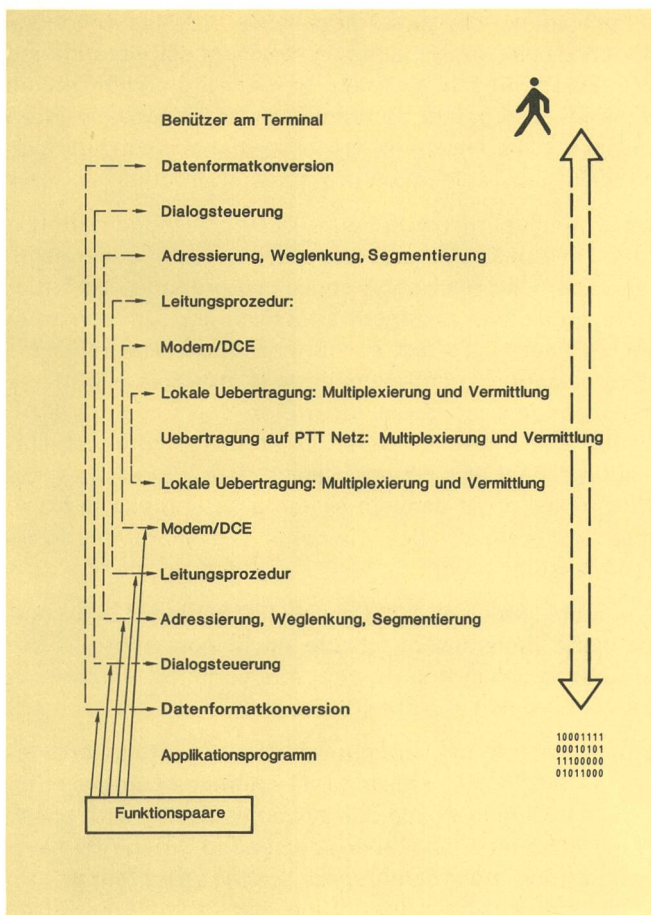 Benützer am Terminal
Datenformatkonversion
Dialogsteuerung
Adressierung, Weglenkung, Segmentierung
Leitungsprozedur:
Modem/DCE
Lokale Uebertragung: Multiplexierung und Vermittlung
Uebertragung auf PTT Netz: Multiplexierung und Vermittlung
Lokale Uebertragung: Multiplexierung und Vermittlung
Modem/DCE
Leitungsprozedur
Adressierung, Weglenkung, Segmentierung
Dialogsteuerung
Datenformatkonversion
Applikationsprogramm
10001111
00010101
11100000
01011000
Funktionspaare